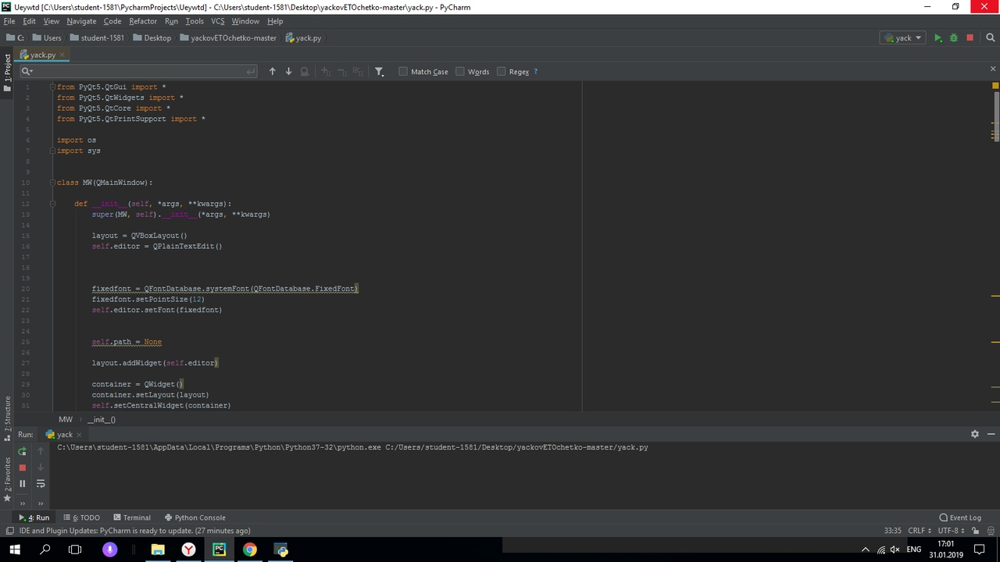 Ueywtd [C:\Users\student-1581\PycharmProjects\Ueywtd] - C:\Users\student-1581\Desktop\yackovETOchetko-master\yack.py - PyCharm
File Edit View Navigate Code Refactor Run Tools VCS Window Help
C: Users student-1581 Desktop yackovETOchetko-master yack.py yack
yack.py
1: Project
Match Case Words Regex ?
1 from PyQt5.QtGui import *
2 from PyQt5.QtWidgets import *
3 from PyQt5.QtCore import *
4 from PyQt5.QtPrintSupport import *
5
6 import os
7 import sys
8
9
10 class MW(QMainWindow):
11
12 def __init__(self, *args, **kwargs):
13 super(MW, self).__init__(*args, **kwargs)
14
15 layout = QVBoxLayout()
16 self.editor = QPlainTextEdit()
17
18
19
20 fixedfont = QFontDatabase.systemFont(QFontDatabase.FixedFont)
21 fixedfont.setPointSize(12)
22 self.editor.setFont(fixedfont)
23
24
25 self.path = None
26
27 layout.addWidget(self.editor)
28
29 container = QWidget()
30 container.setLayout(layout)
31 self.setCentralWidget(container)
MW › __init__()
7: Structure
2: Favorites
Run: yack
C:\Users\student-1581\AppData\Local\Programs\Python\Python37-32\python.exe C:/Users/student-1581/Desktop/yackovETOchetko-master/yack.py
4: Run 6: TODO Terminal Python Console Event Log
IDE and Plugin Updates: PyCharm is ready to update. (27 minutes ago) 33:35 CRLF UTF-8
ENG 17:01
31.01.2019